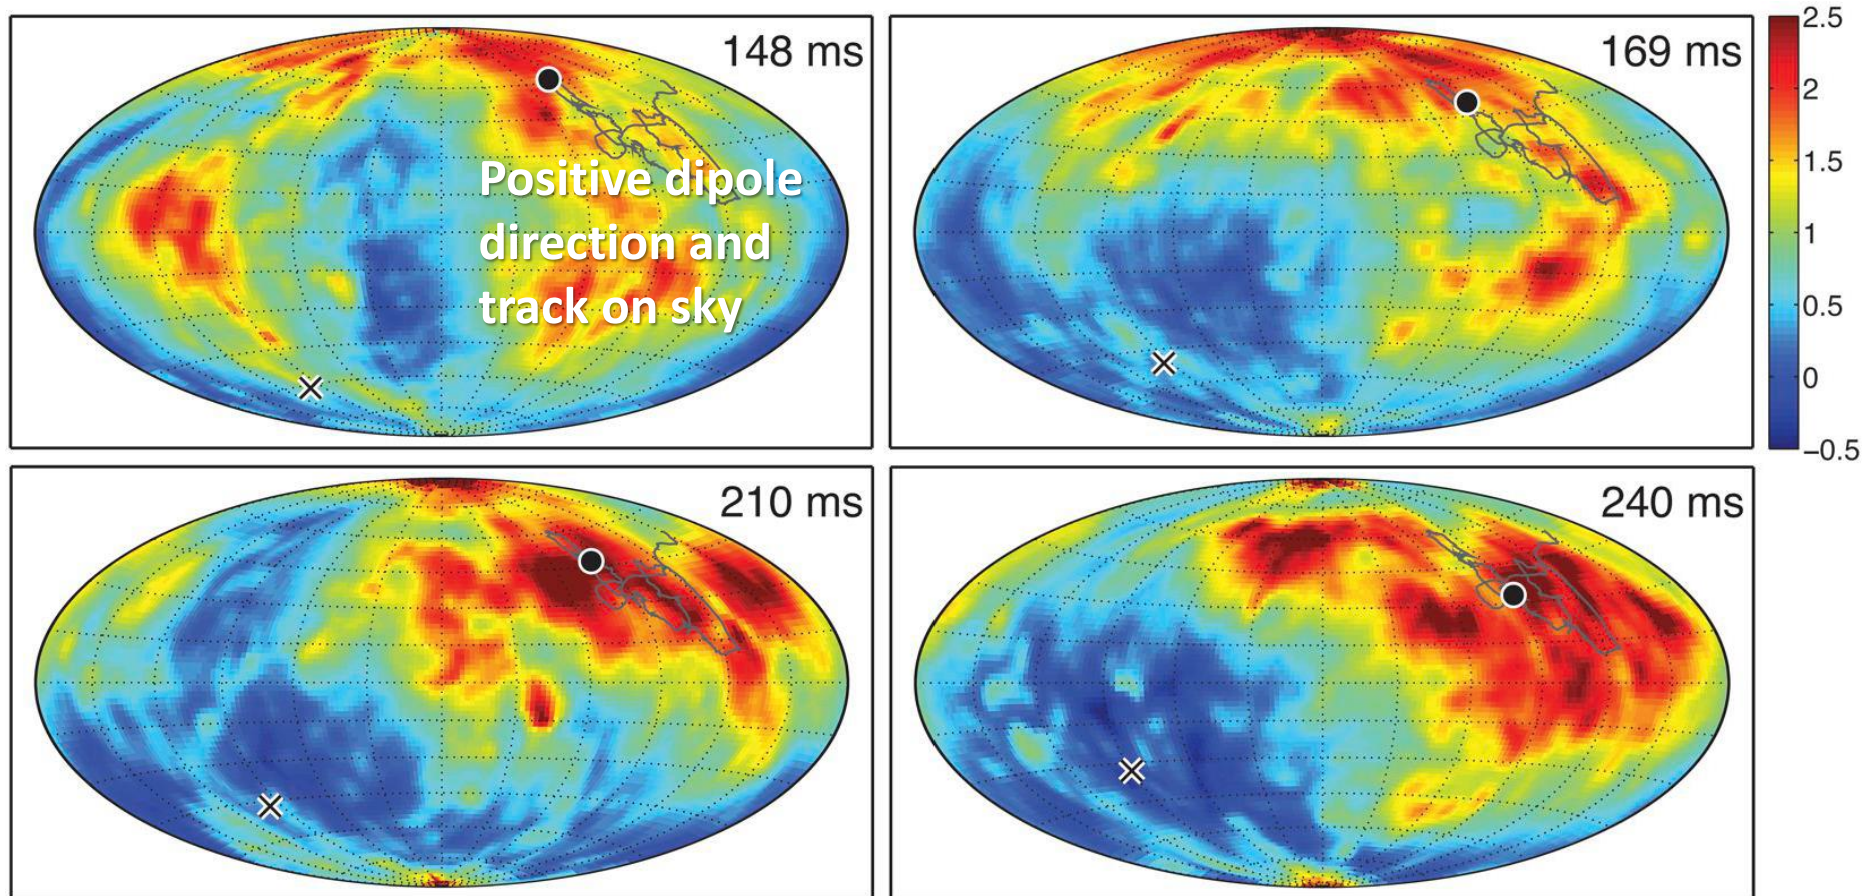 148 ms
169 ms
2.5
2
1.5
1
0.5
0
−0.5
Positive dipole
direction and
track on sky
210 ms
240 ms